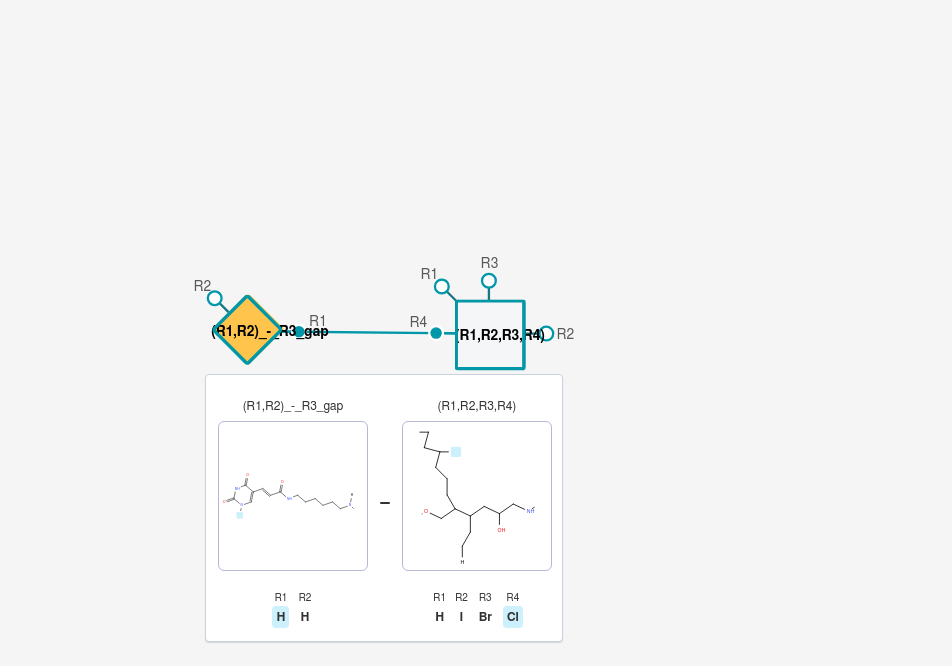 R3
R1
R2
R1
R4
(R1,R2)_-_R3_gap
(R1,R2,R3,R4)
R2
(R1,R2)_-_R3_gap
(R1,R2,R3,R4)
–
OH
H
R1 R2
H H
R1 R2 R3 R4
H I Br Cl